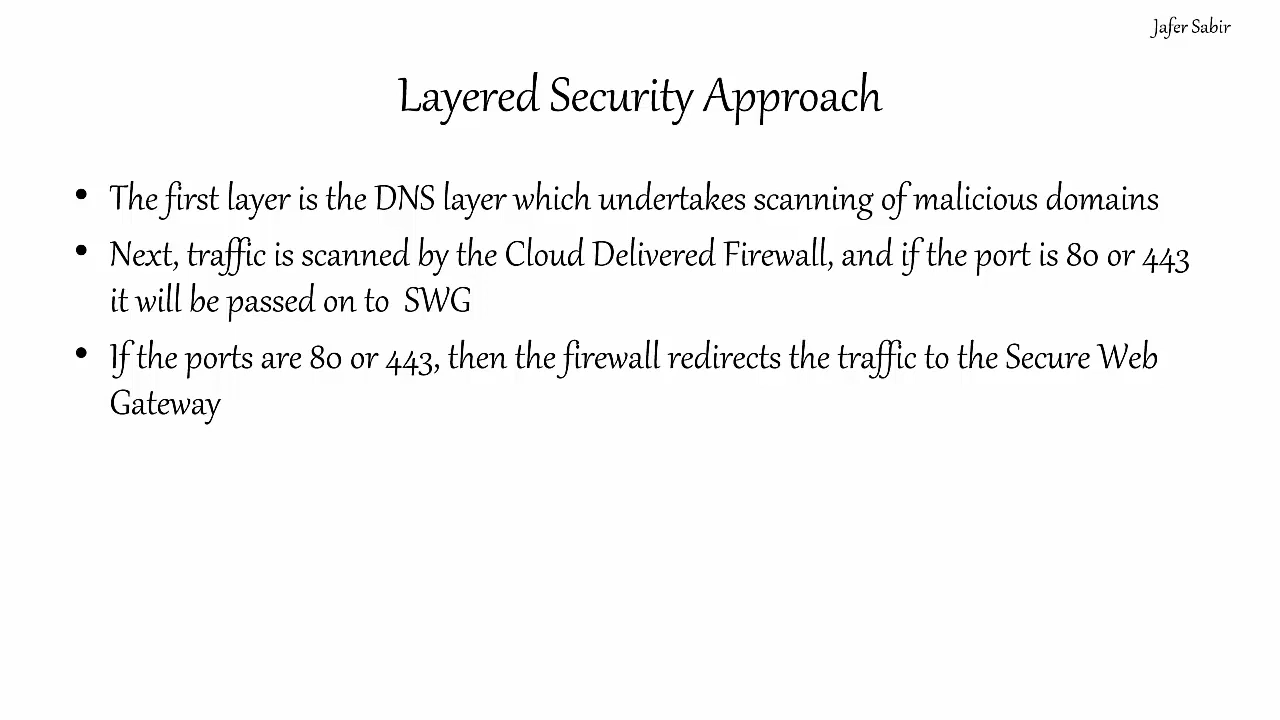 Jafer Sabir
Layered Security Approach
• The first layer is the DNS layer which undertakes scanning of malicious domains
• Next, traffic is scanned by the Cloud Delivered Firewall, and if the port is 80 or 443
it will be passed on to  SWG
• If the ports are 80 or 443, then the firewall redirects the traffic to the Secure Web
Gateway